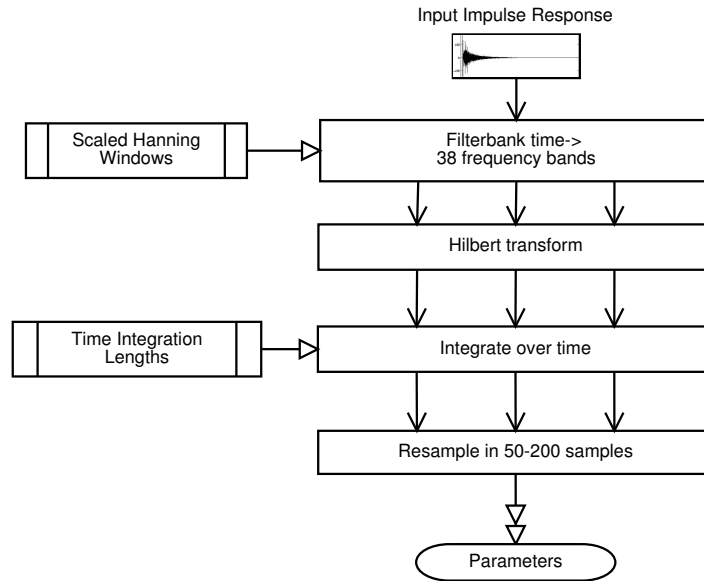 Input Impulse Response
Scaled Hanning
Windows
Filterbank time->
38 frequency bands
Hilbert transform
Time Integration
Lengths
Integrate over time
Resample in 50-200 samples
Parameters